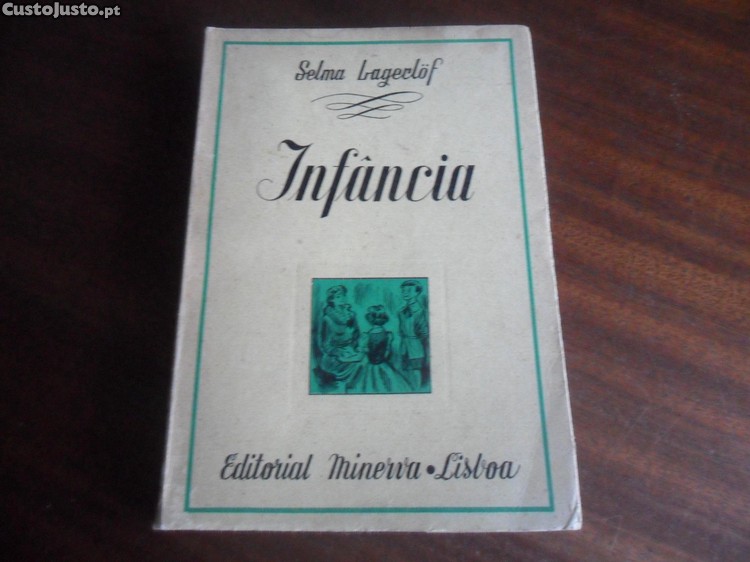 CustoJusto.pt
Selma Lagerlöf
Infância
Editorial Minerva • Lisboa